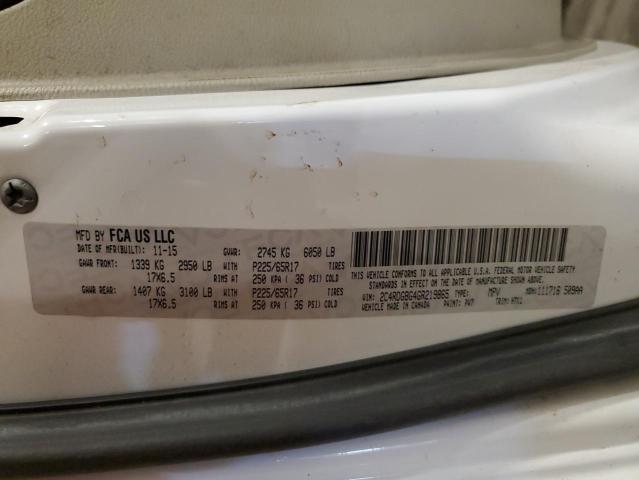 MFD BY FCA US LLC
DATE OF MFR(BUILT): 11-15 GVWR: 2745 KG 6050 LB
GAWR FRONT: 1339 KG 2950 LB WITH P225/65R17 TIRES
17X6.5 RIMS AT 250 KPA ( 36 PSI) COLD
GAWR REAR: 1407 KG 3100 LB WITH P225/65R17 TIRES
17X6.5 RIMS AT 250 KPA ( 36 PSI) COLD
THIS VEHICLE CONFORMS TO ALL APPLICABLE U.S.A. FEDERAL MOTOR VEHICLE SAFETY
STANDARDS IN EFFECT ON THE DATE OF MANUFACTURE SHOWN ABOVE.
VIN: 2C4RDGBG4GR219865 TYPE: MPV MDH: 111716 509AA
VEHICLE MADE IN CANADA PAINT: PW7 TRIM: